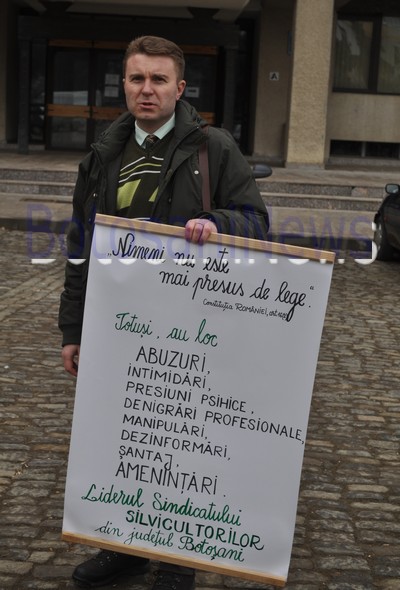 BotosaniNews
„Nimeni nu este
mai presus de lege".
Constituția ROMÂNIEI, art.16(2)
Totuși, au loc
ABUZURI,
INTIMIDĂRI,
PRESIUNI PSIHICE,
DENIGRĂRI PROFESIONALE,
MANIPULĂRI,
DEZINFORMĂRI,
ȘANTAJ,
AMENINȚĂRI.
Liderul Sindicatului
SILVICULTORILOR
din județul Botoșani
A